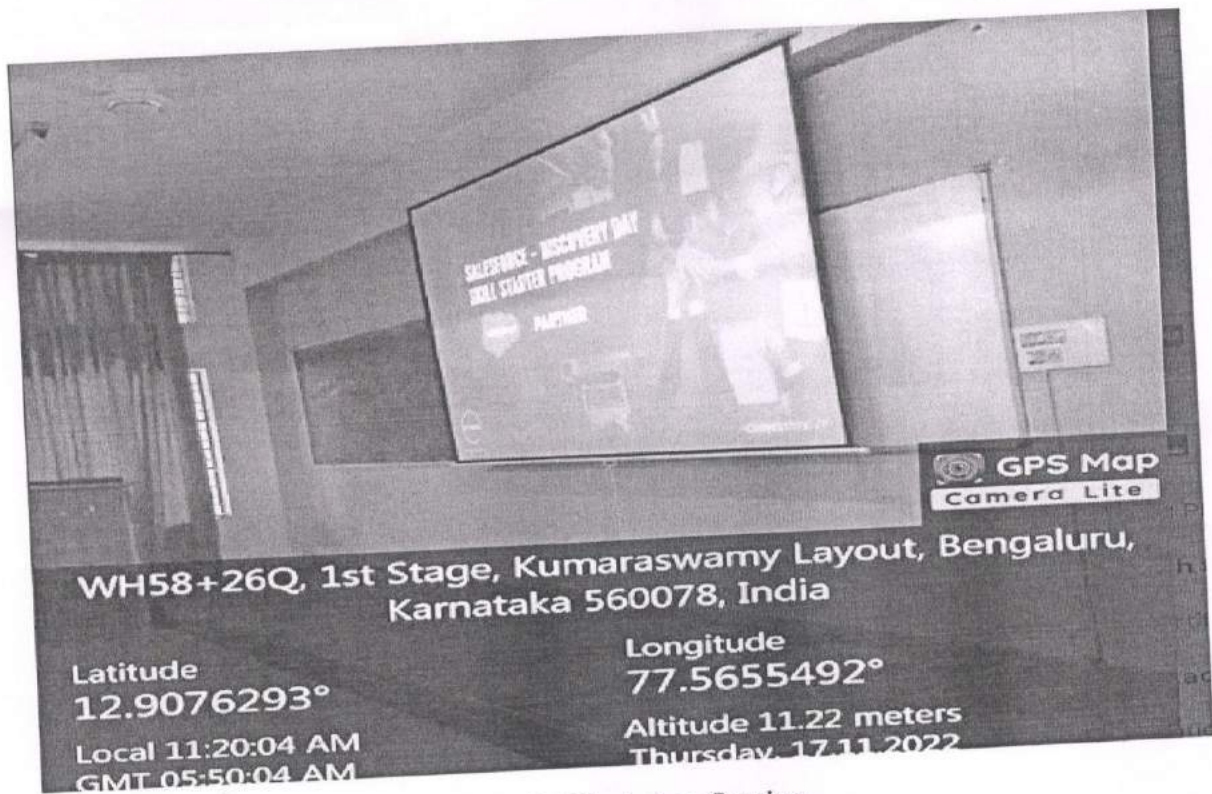 SALESFORCE - DISCOVERY DAY
SKILL STARTER PROGRAM
PARTNER
GPS Map
Camera Lite
WH58+26Q, 1st Stage, Kumaraswamy Layout, Bengaluru,
Karnataka 560078, India
Latitude
12.9076293°
Longitude
77.5655492°
Local 11:20:04 AM
GMT 05:50:04 AM
Altitude 11.22 meters
Thursday, 17.11.2022